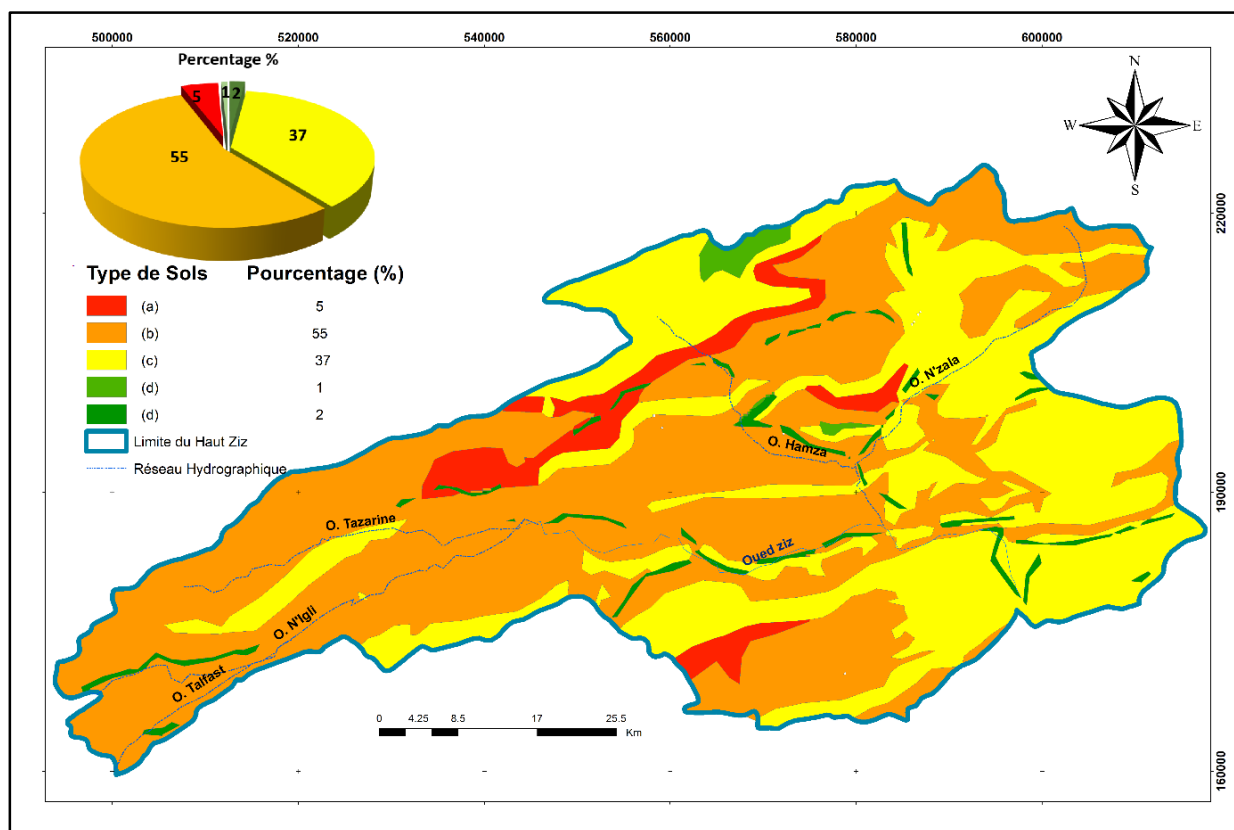 500000 520000 540000 560000 580000 600000
Percentage %
5 1 2
37
55
N
W E
S
220000
190000
160000
Type de Sols Pourcentage (%)
(a) 5
(b) 55
(c) 37
(d) 1
(d) 2
Limite du Haut Ziz
Réseau Hydrographique
O. N'zala
O. Hamza
O. Tazarine
Oued ziz
O. N'Igli
O. Talfast
0 4.25 8.5 17 25.5
Km